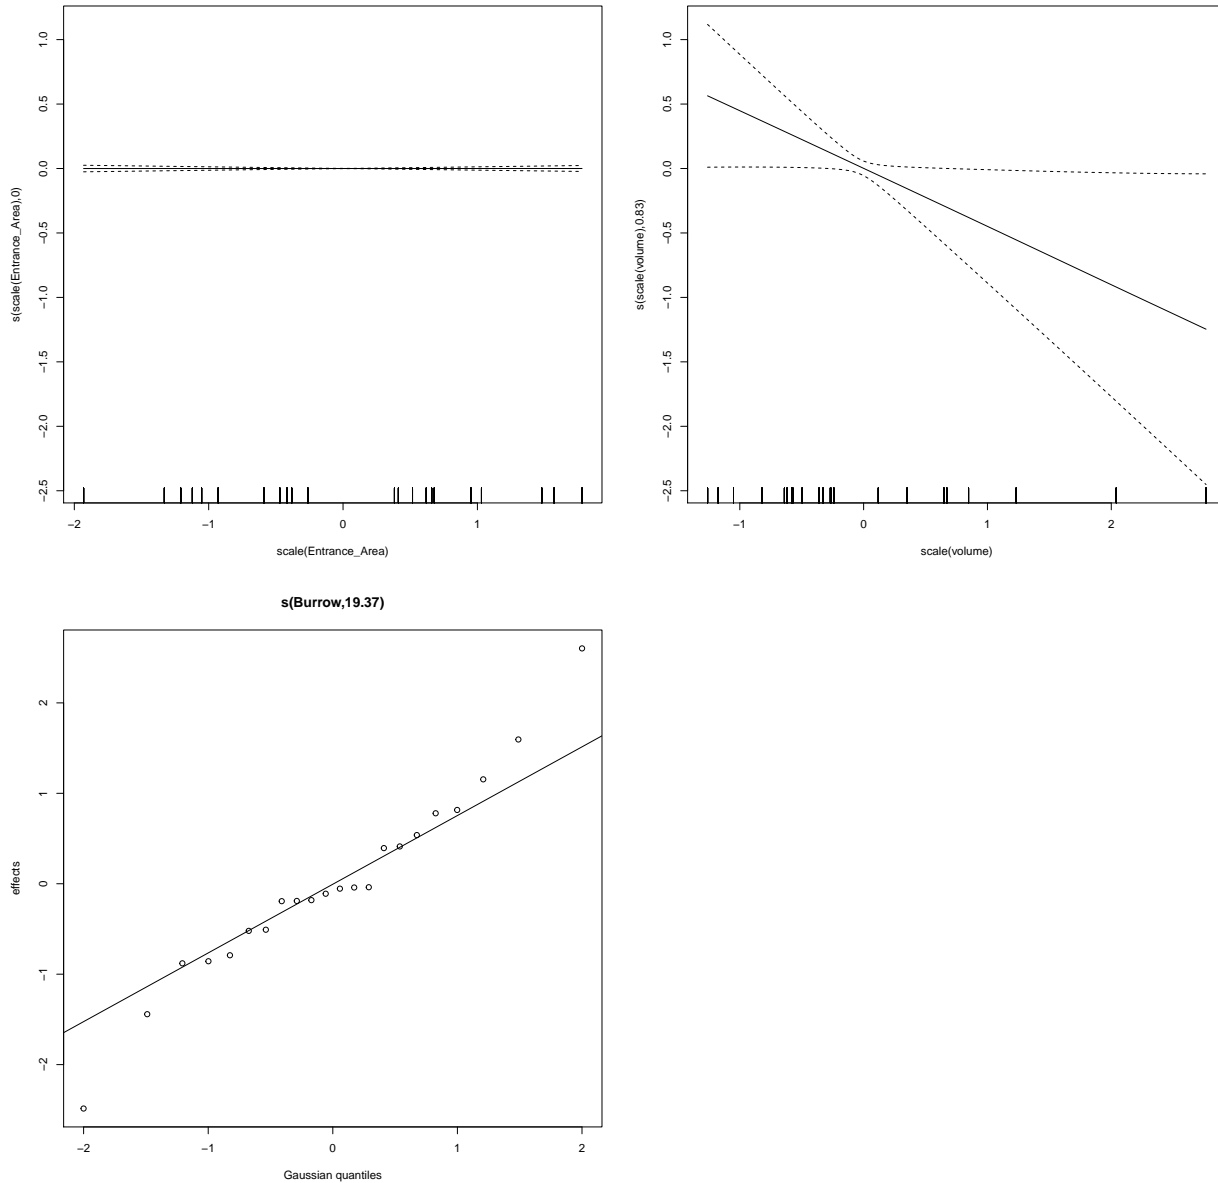 1.0
0.5
0.0
−0.5
−1.0
−1.5
−2.0
−2.5
s(scale(Entrance_Area),0)
−2 −1 0 1
scale(Entrance_Area)
1.0
0.5
0.0
−0.5
−1.0
−1.5
−2.0
−2.5
s(scale(volume),0.83)
−1 0 1 2
scale(volume)
s(Burrow,19.37)
2
1
0
−1
−2
effects
−2 −1 0 1 2
Gaussian quantiles